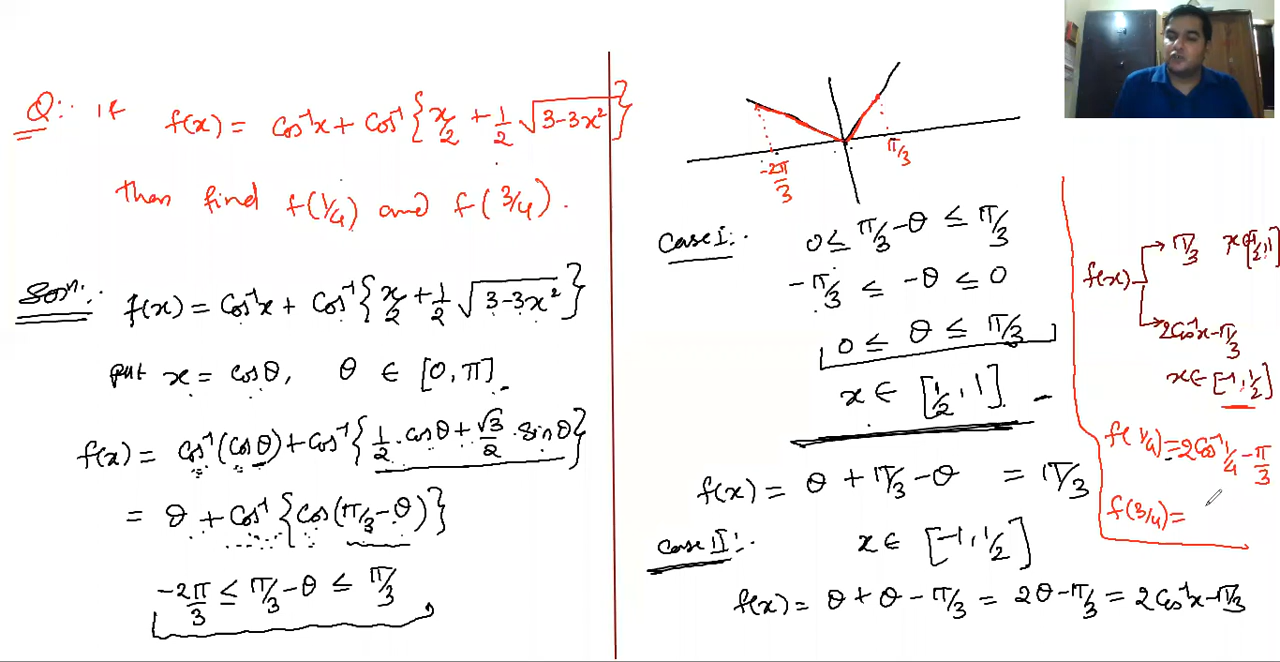 Q:- If f(x) = Cos⁻¹x + Cos⁻¹{x/2 + 1/2 √(3-3x²)}
then find f(1/4) and f(3/4).
Soln:- f(x) = Cos⁻¹x + Cos⁻¹{x/2 + 1/2 √(3-3x²)}
put x = cosθ, θ ∈ [0, π]
f(x) = Cos⁻¹(Cosθ) + Cos⁻¹{1/2 · cosθ + √3/2 · sinθ}
= θ + Cos⁻¹{Cos(π/3 - θ)}
-2π/3 ≤ π/3 - θ ≤ π/3
-2π/3
π/3
Case I:- 0 ≤ π/3 - θ ≤ π/3
-π/3 ≤ -θ ≤ 0
0 ≤ θ ≤ π/3
x ∈ [1/2, 1]
f(x) = θ + π/3 - θ = π/3
Case II:- x ∈ [-1, 1/2]
f(x) = θ + θ - π/3 = 2θ - π/3 = 2Cos⁻¹x - π/3
π/3 x∈[1/2, 1]
f(x)
2Cos⁻¹x - π/3
x∈[-1, 1/2]
f(1/4) = 2Cos⁻¹1/4 - π/3
f(3/4) =